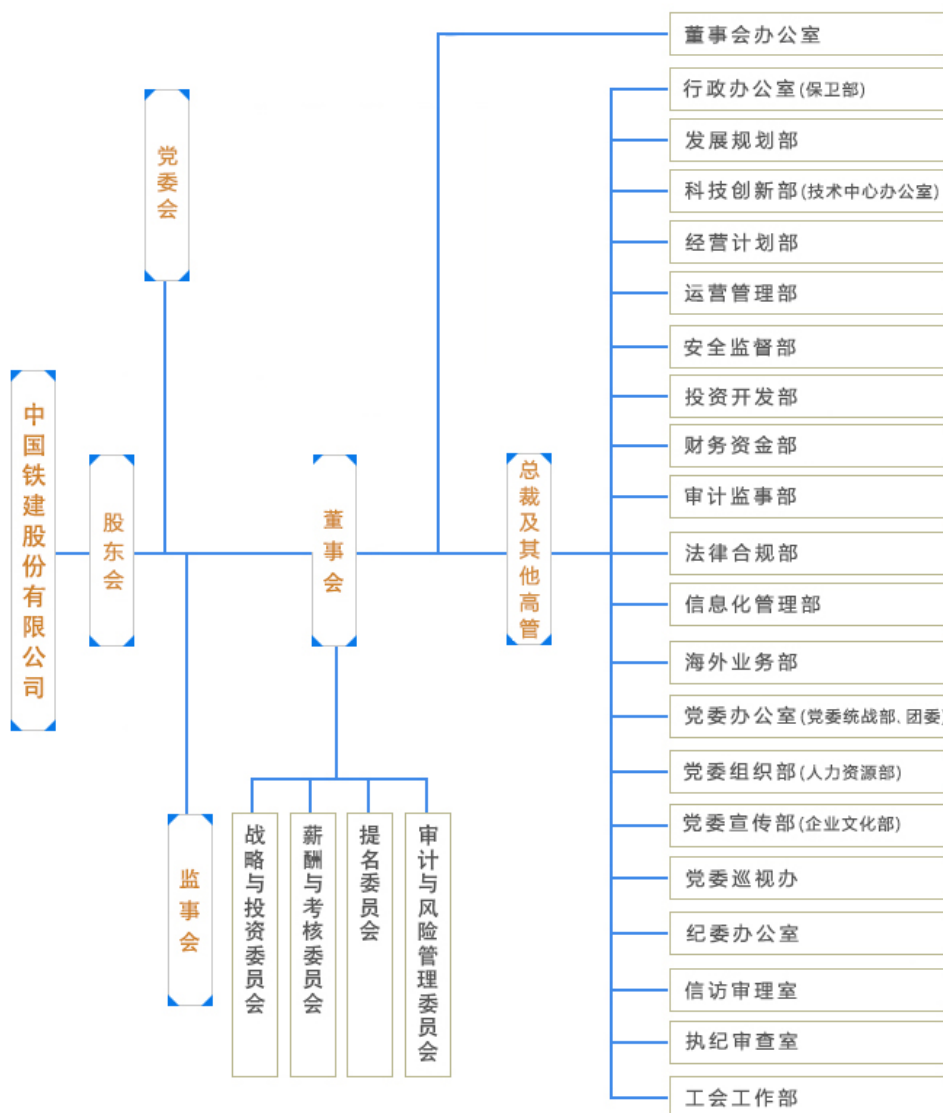 中国铁建股份有限公司
股东会
党委会
监事会
董事会
战略与投资委员会
薪酬与考核委员会
提名委员会
审计与风险管理委员会
总裁及其他高管
董事会办公室
行政办公室(保卫部)
发展规划部
科技创新部(技术中心办公室)
经营计划部
运营管理部
安全监督部
投资开发部
财务资金部
审计监事部
法律合规部
信息化管理部
海外业务部
党委办公室(党委统战部、团委)
党委组织部(人力资源部)
党委宣传部(企业文化部)
党委巡视办
纪委办公室
信访审理室
执纪审查室
工会工作部